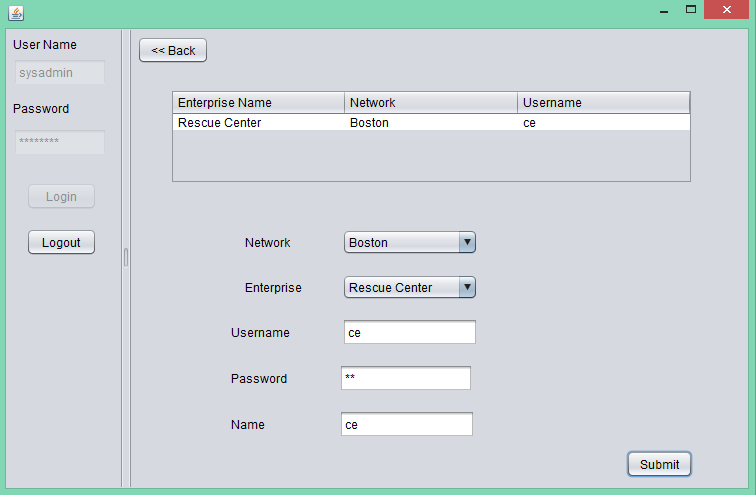 User Name
sysadmin
Password
********
Login
Logout
<< Back
Enterprise Name Network Username
Rescue Center Boston ce
Network Boston
Enterprise Rescue Center
Username ce
Password **
Name ce
Submit